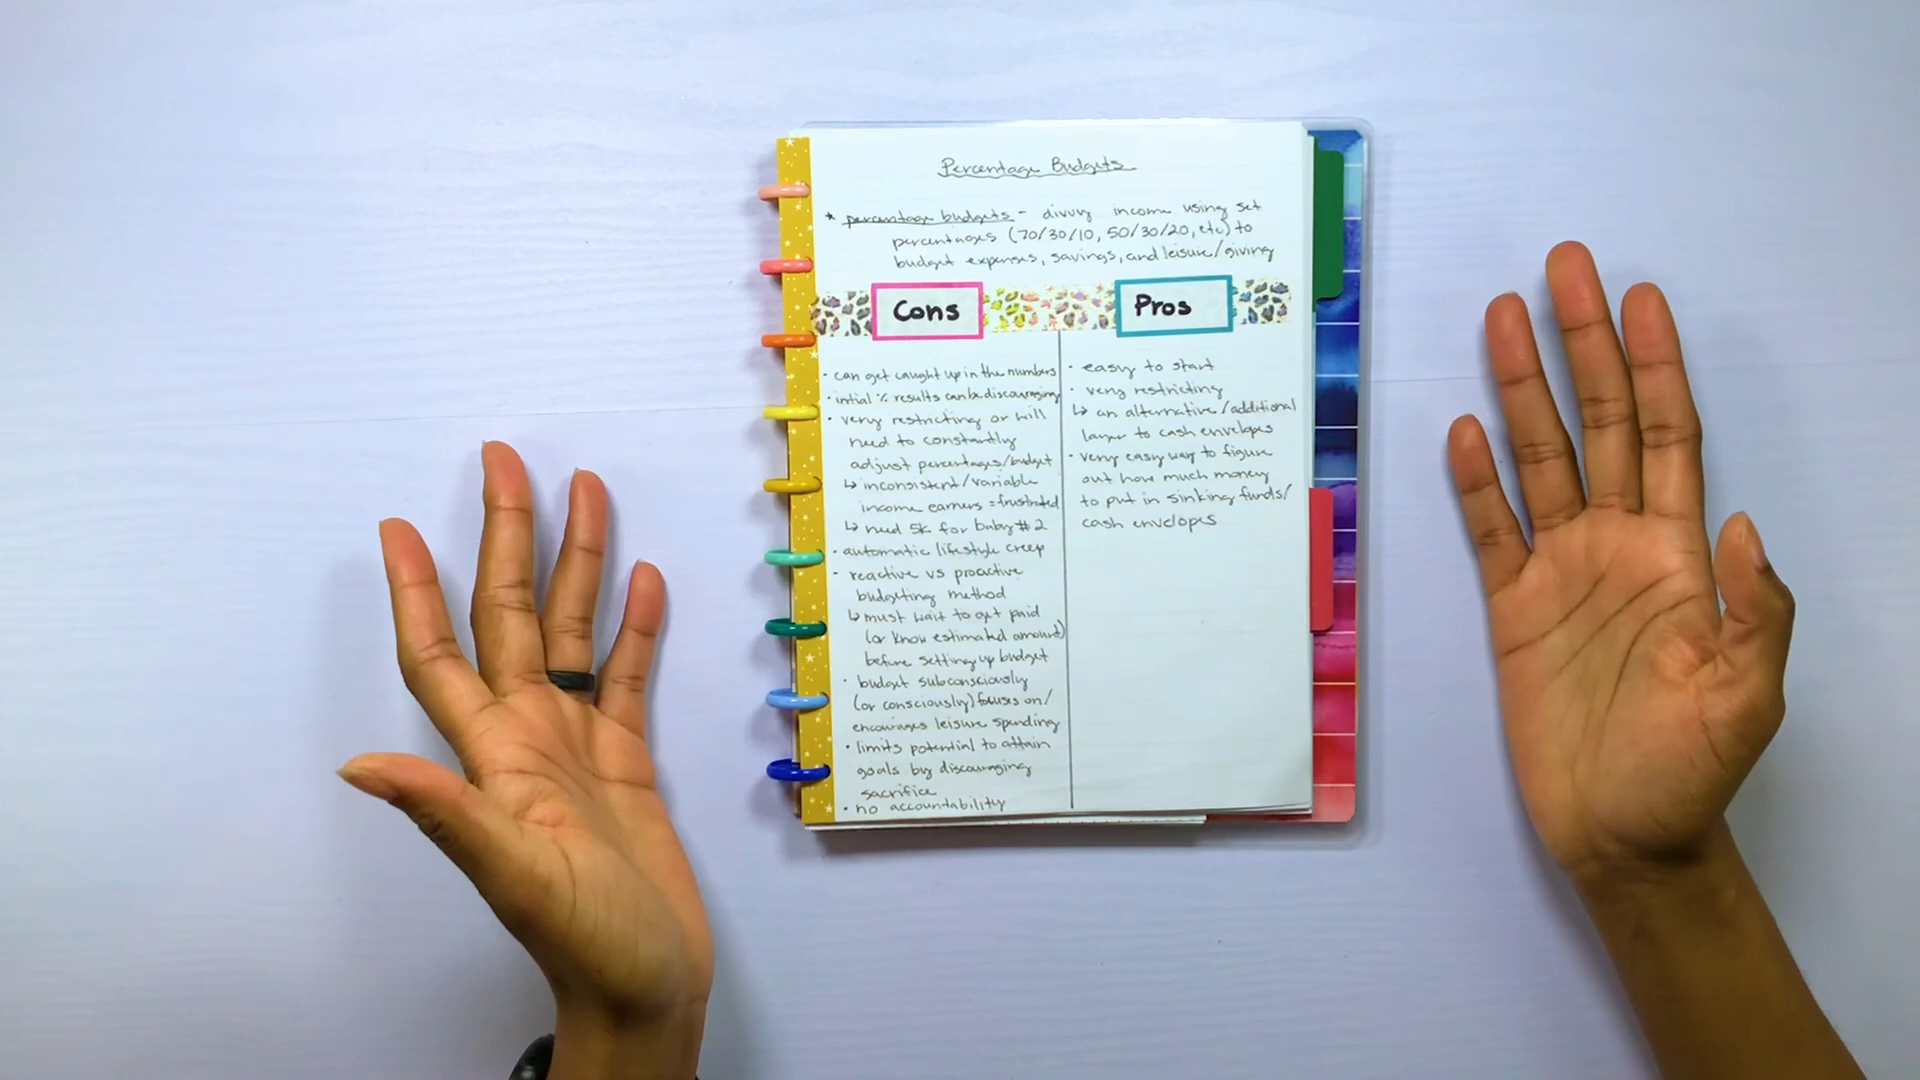 Percentage Budgets
* percentage budgets - divvy income using set
percentages (70/30/10, 50/30/20, etc) to
budget expenses, savings, and leisure/giving
Cons
· can get caught up in the numbers
· intial % results can be discouraging
· very restricting or will
need to constantly
adjust percentages/budget
↳ inconsistent/variable
income earners = frustrated
↳ need 5k for baby #2
· automatic lifestyle creep
· reactive vs proactive
budgeting method
↳ must wait to get paid
(or know estimated amount)
before setting up budget
· budget subconsciously
(or consciously) focuses on/
encourages leisure spending
· limits potential to attain
goals by discouraging
sacrifice
· no accountability
Pros
· easy to start
· very restricting
↳ an alternative/additional
layer to cash envelopes
· very easy way to figure
out how much money
to put in sinking funds/
cash envelopes